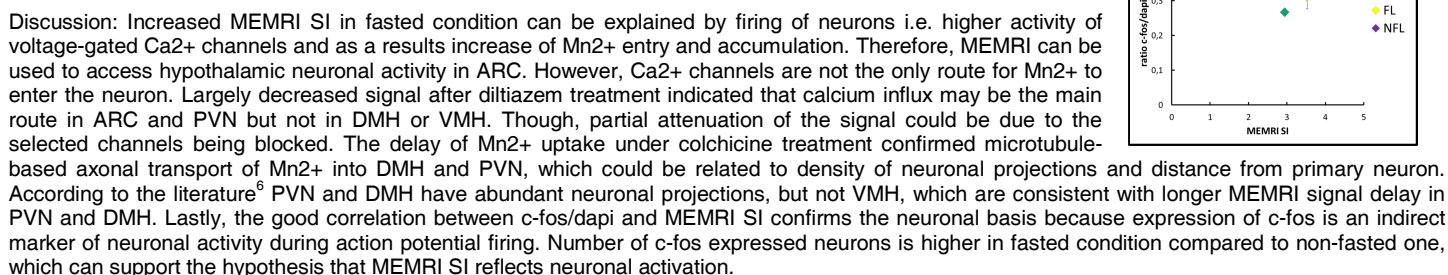 Discussion: Increased MEMRI SI in fasted condition can be explained by firing of neurons i.e. higher activity of
voltage-gated Ca2+ channels and as a results increase of Mn2+ entry and accumulation. Therefore, MEMRI can be
used to access hypothalamic neuronal activity in ARC. However, Ca2+ channels are not the only route for Mn2+ to
enter the neuron. Largely decreased signal after diltiazem treatment indicated that calcium influx may be the main
route in ARC and PVN but not in DMH or VMH. Though, partial attenuation of the signal could be due to the
selected channels being blocked. The delay of Mn2+ uptake under colchicine treatment confirmed microtubule-
based axonal transport of Mn2+ into DMH and PVN, which could be related to density of neuronal projections and distance from primary neuron.
According to the literature6 PVN and DMH have abundant neuronal projections, but not VMH, which are consistent with longer MEMRI signal delay in
PVN and DMH. Lastly, the good correlation between c-fos/dapi and MEMRI SI confirms the neuronal basis because expression of c-fos is an indirect
marker of neuronal activity during action potential firing. Number of c-fos expressed neurons is higher in fasted condition compared to non-fasted one,
which can support the hypothesis that MEMRI SI reflects neuronal activation.
ratio c-fos/dapi
0,2
0,1
0
0 1 2 3 4 5
MEMRI SI
FL
NFL